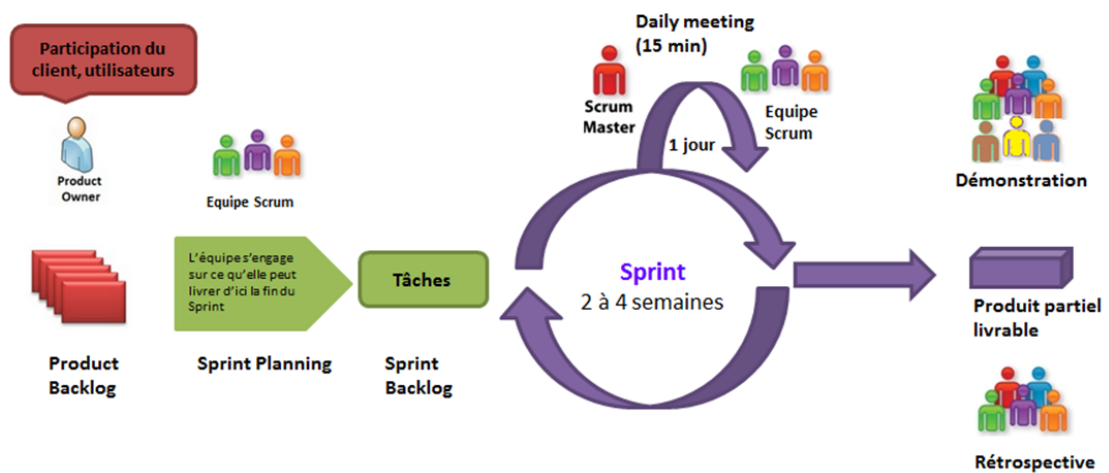 Participation du
client, utilisateurs
Product
Owner
Equipe Scrum
Product
Backlog
L'équipe s'engage
sur ce qu'elle peut
livrer d'ici la fin du
Sprint
Sprint Planning
Tâches
Sprint
Backlog
Daily meeting
(15 min)
Scrum
Master
1 jour
Equipe
Scrum
Sprint
2 à 4 semaines
Démonstration
Produit partiel
livrable
Rétrospective